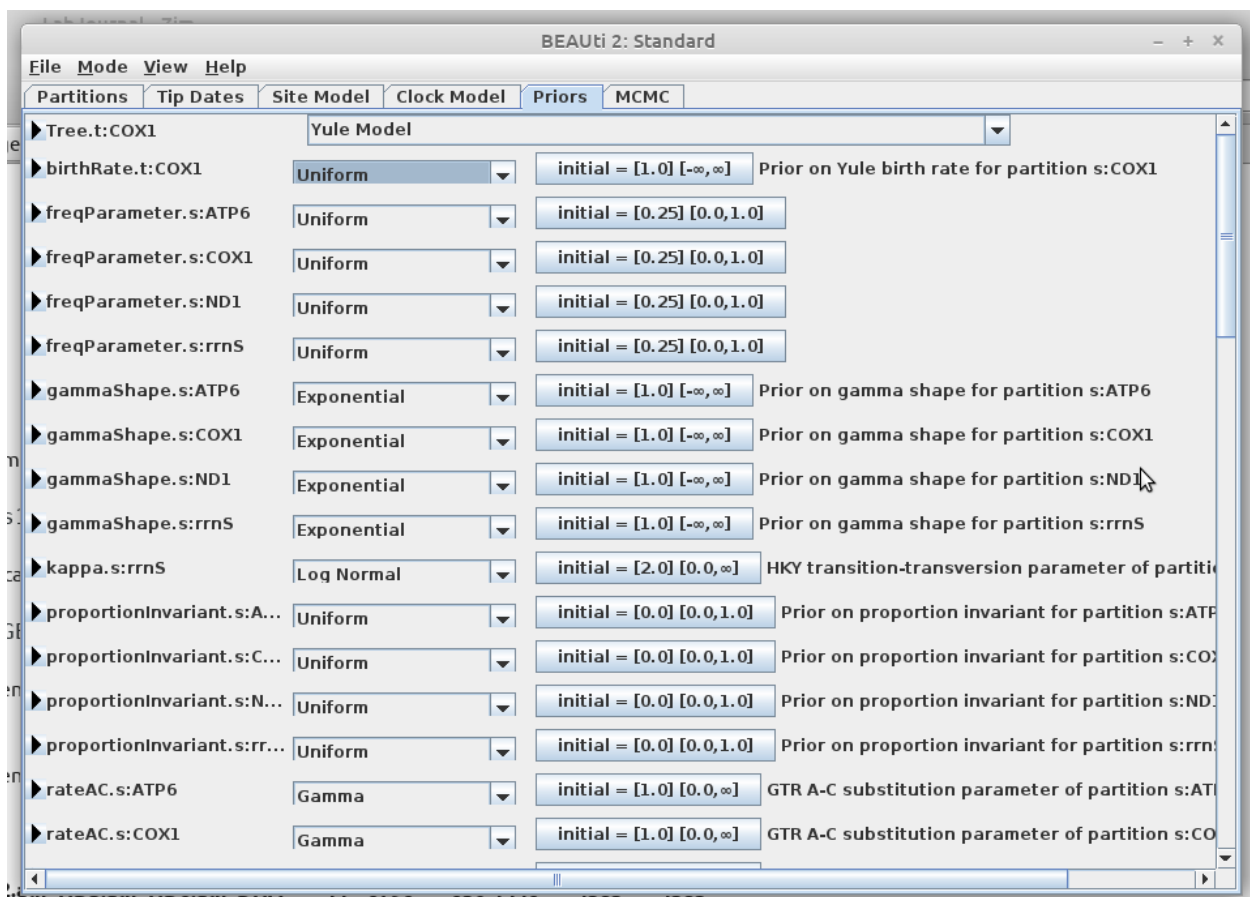 BEAUti 2: Standard
File Mode View Help
Partitions Tip Dates Site Model Clock Model Priors MCMC
Tree.t:COX1 Yule Model
birthRate.t:COX1 Uniform initial = [1.0] [-∞,∞] Prior on Yule birth rate for partition s:COX1
freqParameter.s:ATP6 Uniform initial = [0.25] [0.0,1.0]
freqParameter.s:COX1 Uniform initial = [0.25] [0.0,1.0]
freqParameter.s:ND1 Uniform initial = [0.25] [0.0,1.0]
freqParameter.s:rrnS Uniform initial = [0.25] [0.0,1.0]
gammaShape.s:ATP6 Exponential initial = [1.0] [-∞,∞] Prior on gamma shape for partition s:ATP6
gammaShape.s:COX1 Exponential initial = [1.0] [-∞,∞] Prior on gamma shape for partition s:COX1
gammaShape.s:ND1 Exponential initial = [1.0] [-∞,∞] Prior on gamma shape for partition s:ND1
gammaShape.s:rrnS Exponential initial = [1.0] [-∞,∞] Prior on gamma shape for partition s:rrnS
kappa.s:rrnS Log Normal initial = [2.0] [0.0,∞] HKY transition-transversion parameter of partiti
proportionInvariant.s:A... Uniform initial = [0.0] [0.0,1.0] Prior on proportion invariant for partition s:ATP
proportionInvariant.s:C... Uniform initial = [0.0] [0.0,1.0] Prior on proportion invariant for partition s:COX
proportionInvariant.s:N... Uniform initial = [0.0] [0.0,1.0] Prior on proportion invariant for partition s:ND1
proportionInvariant.s:rr... Uniform initial = [0.0] [0.0,1.0] Prior on proportion invariant for partition s:rrn
rateAC.s:ATP6 Gamma initial = [1.0] [0.0,∞] GTR A-C substitution parameter of partition s:AT
rateAC.s:COX1 Gamma initial = [1.0] [0.0,∞] GTR A-C substitution parameter of partition s:CO